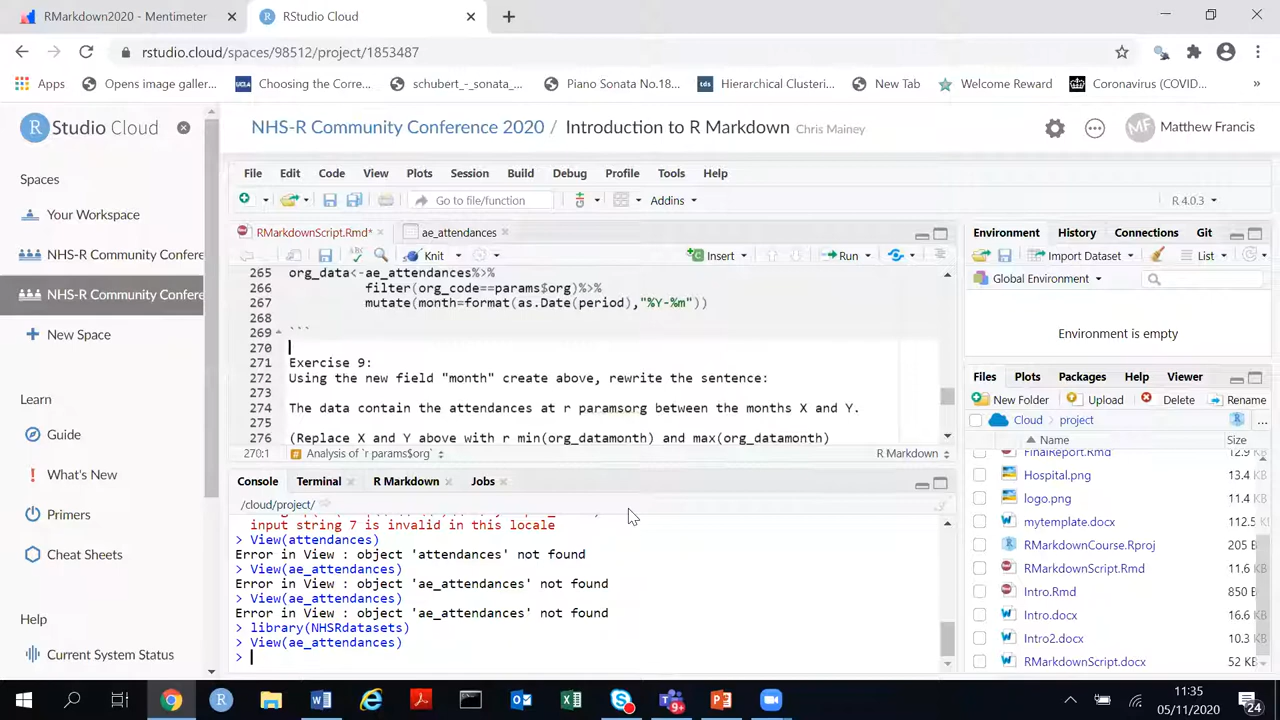 RMarkdown2020 - Mentimeter
RStudio Cloud
rstudio.cloud/spaces/98512/project/1853487
Apps
Opens image galler...
UCLA
Choosing the Corre...
schubert_-_sonata_...
Piano Sonata No.18...
tds
Hierarchical Clusteri...
New Tab
Welcome Reward
Coronavirus (COVID...
R Studio Cloud
NHS-R Community Conference 2020 / Introduction to R Markdown Chris Mainey
MF Matthew Francis
Spaces
Your Workspace
NHS-R Community Confere
NHS-R Community Confere
New Space
Learn
Guide
What's New
Primers
Cheat Sheets
Help
Current System Status
File Edit Code View Plots Session Build Debug Profile Tools Help
Go to file/function
Addins
R 4.0.3
RMarkdownScript.Rmd*
ae_attendances
Knit
Insert
Run
265 org_data<-ae_attendances%>%
266 filter(org_code==params$org)%>%
267 mutate(month=format(as.Date(period),"%Y-%m"))
268
269 ```
270
271 Exercise 9:
272 Using the new field "month" create above, rewrite the sentence:
273
274 The data contain the attendances at r paramsorg between the months X and Y.
275
276 (Replace X and Y above with r min(org_datamonth) and max(org_datamonth)
270:1
# Analysis of `r params$org`
R Markdown
Console Terminal R Markdown Jobs
/cloud/project/
input string 7 is invalid in this locale
> View(attendances)
Error in View : object 'attendances' not found
> View(ae_attendances)
Error in View : object 'ae_attendances' not found
> View(ae_attendances)
Error in View : object 'ae_attendances' not found
> library(NHSRdatasets)
> View(ae_attendances)
>
Environment History Connections Git
Import Dataset
List
Global Environment
Environment is empty
Files Plots Packages Help Viewer
New Folder Upload Delete Rename
Cloud project ...
Name Size
FinalReport.Rmd 12.9 K
Hospital.png 13.4
logo.png 11.4
mytemplate.docx 112.5
RMarkdownCourse.Rproj 205 B
RMarkdownScript.Rmd 11.6 K
Intro.Rmd 850 B
Intro.docx 16.6
Intro2.docx 10.3
RMarkdownScript.docx 52 KB
9+
11:35
05/11/2020
24